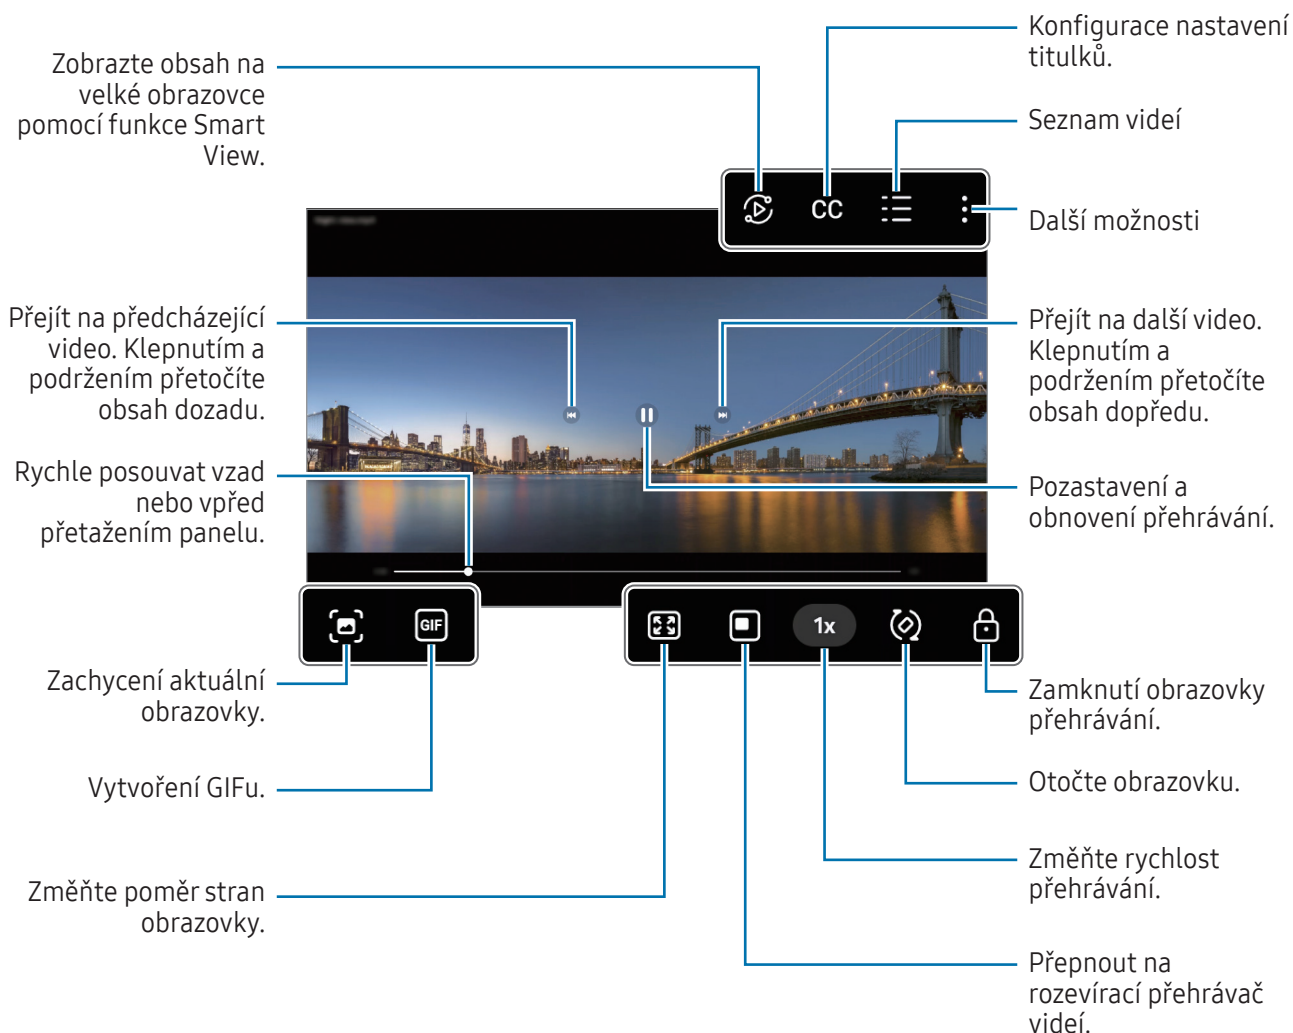 Zobrazte obsah na
velké obrazovce
pomocí funkce Smart
View.
Konfigurace nastavení
titulků.
Seznam videí
Další možnosti
CC
Přejít na předcházející
video. Klepnutím a
podržením přetočíte
obsah dozadu.
Přejít na další video.
Klepnutím a
podržením přetočíte
obsah dopředu.
Rychle posouvat vzad
nebo vpřed
přetažením panelu.
Pozastavení a
obnovení přehrávání.
GIF
1x
Zachycení aktuální
obrazovky.
Vytvoření GIFu.
Změňte poměr stran
obrazovky.
Zamknutí obrazovky
přehrávání.
Otočte obrazovku.
Změňte rychlost
přehrávání.
Přepnout na
rozevírací přehrávač
videí.